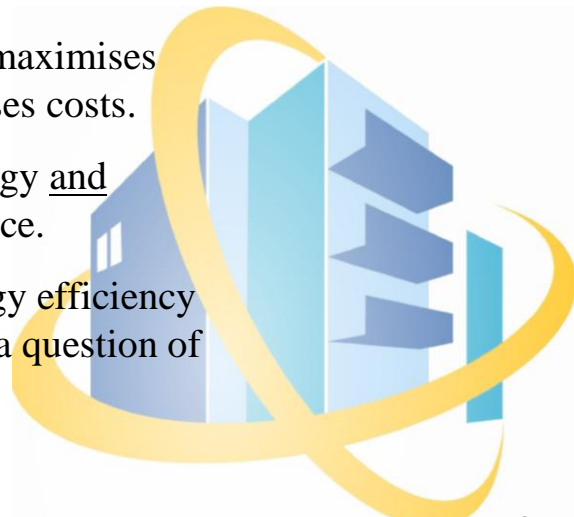 maximises
es costs.
gy and
ce.
gy efficiency
a question of